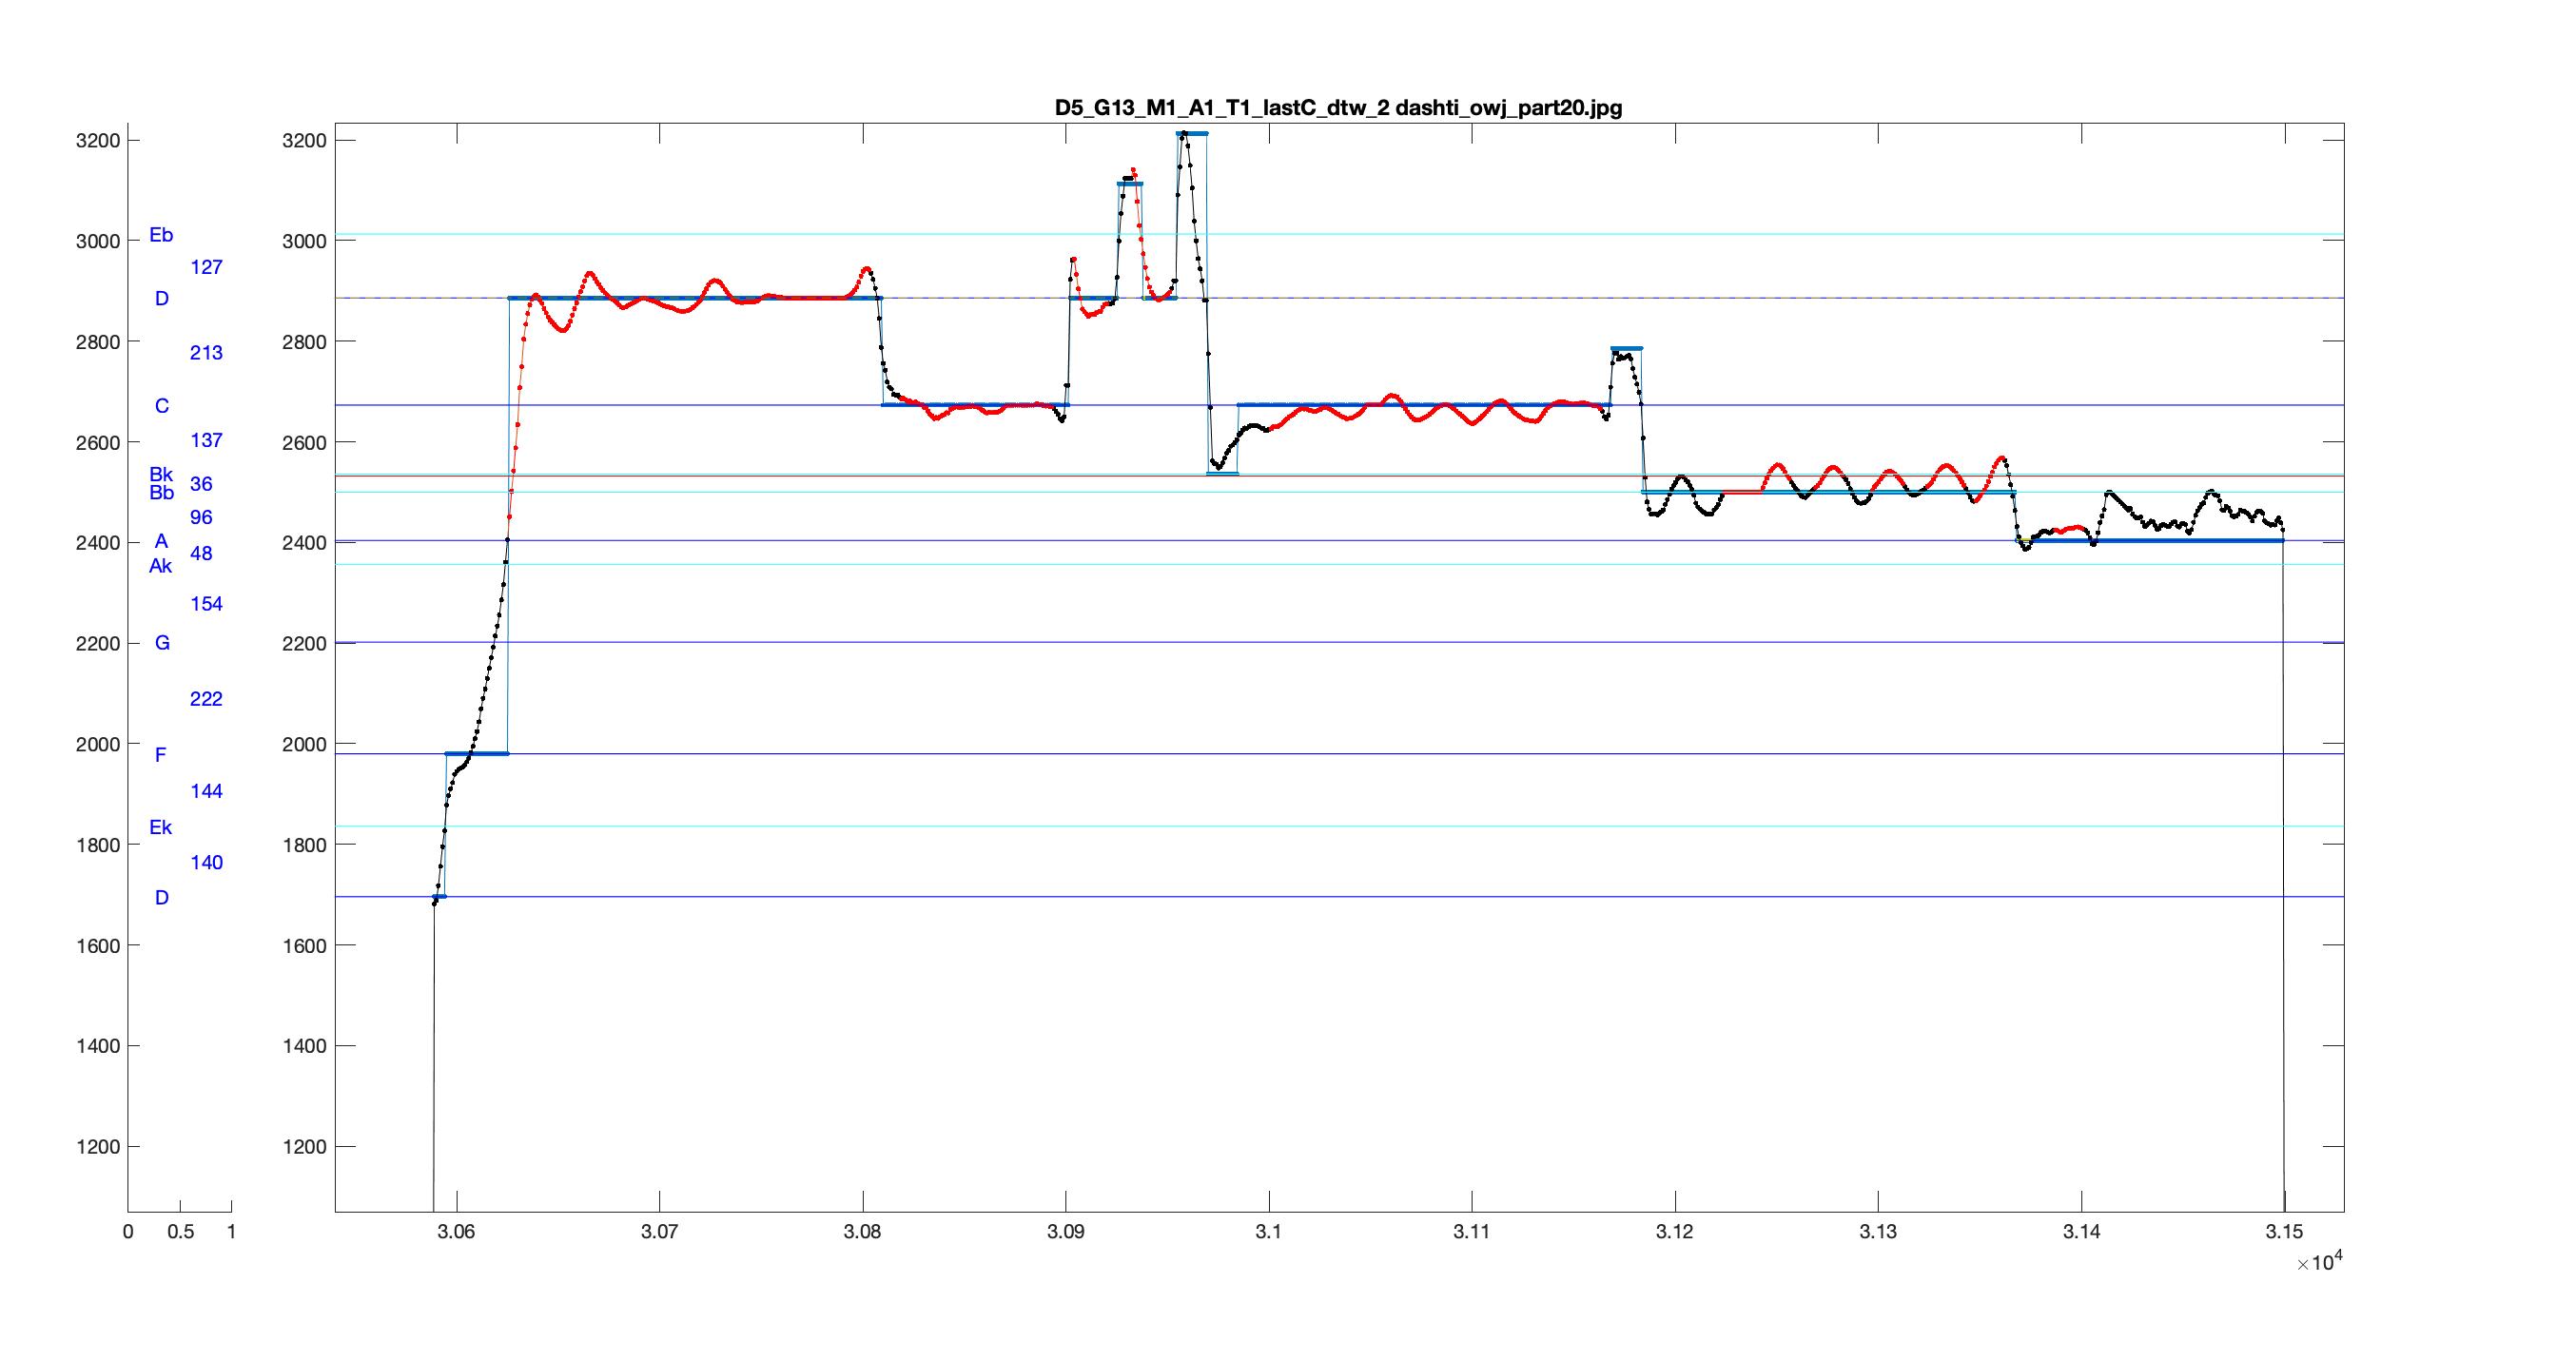 D5_G13_M1_A1_T1_lastC_dtw_2 dashti_owj_part20.jpg
3200 3200
Eb
3000 3000
127
D
2800 2800
213
C
137
2600 2600
Bk
36
Bb
96
2400 A 2400
48
Ak
154
2200 G 2200
222
2000 F 2000
144
Ek
1800 1800
140
D
1600 1600
1400 1400
1200 1200
0 0.5 1 3.06 3.07 3.08 3.09 3.1 3.11 3.12 3.13 3.14 3.15
×10^4